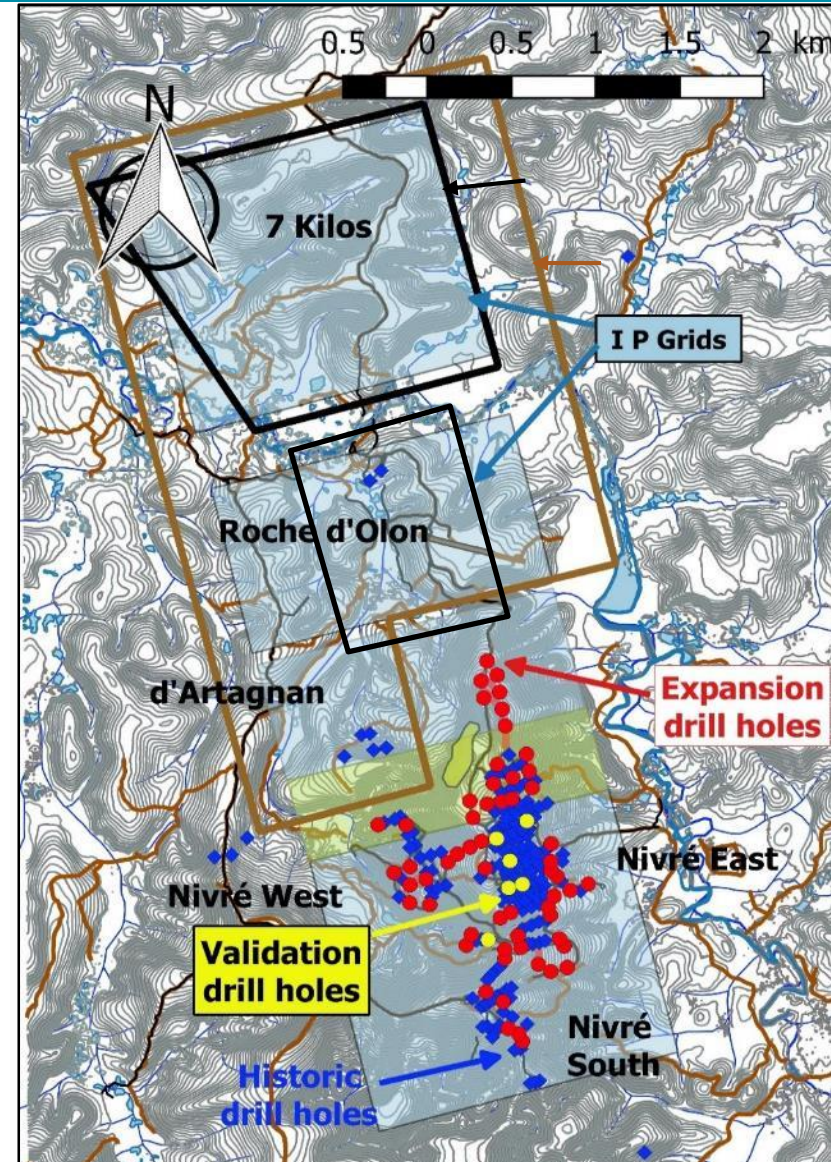 0.5 0 0.5 1 1.5 2 km
N
7 Kilos
I P Grids
Roche d'Olon
d'Artagnan
Expansion
drill holes
Nivré East
Nivré West
Validation
drill holes
Nivré
South
Historic
drill holes